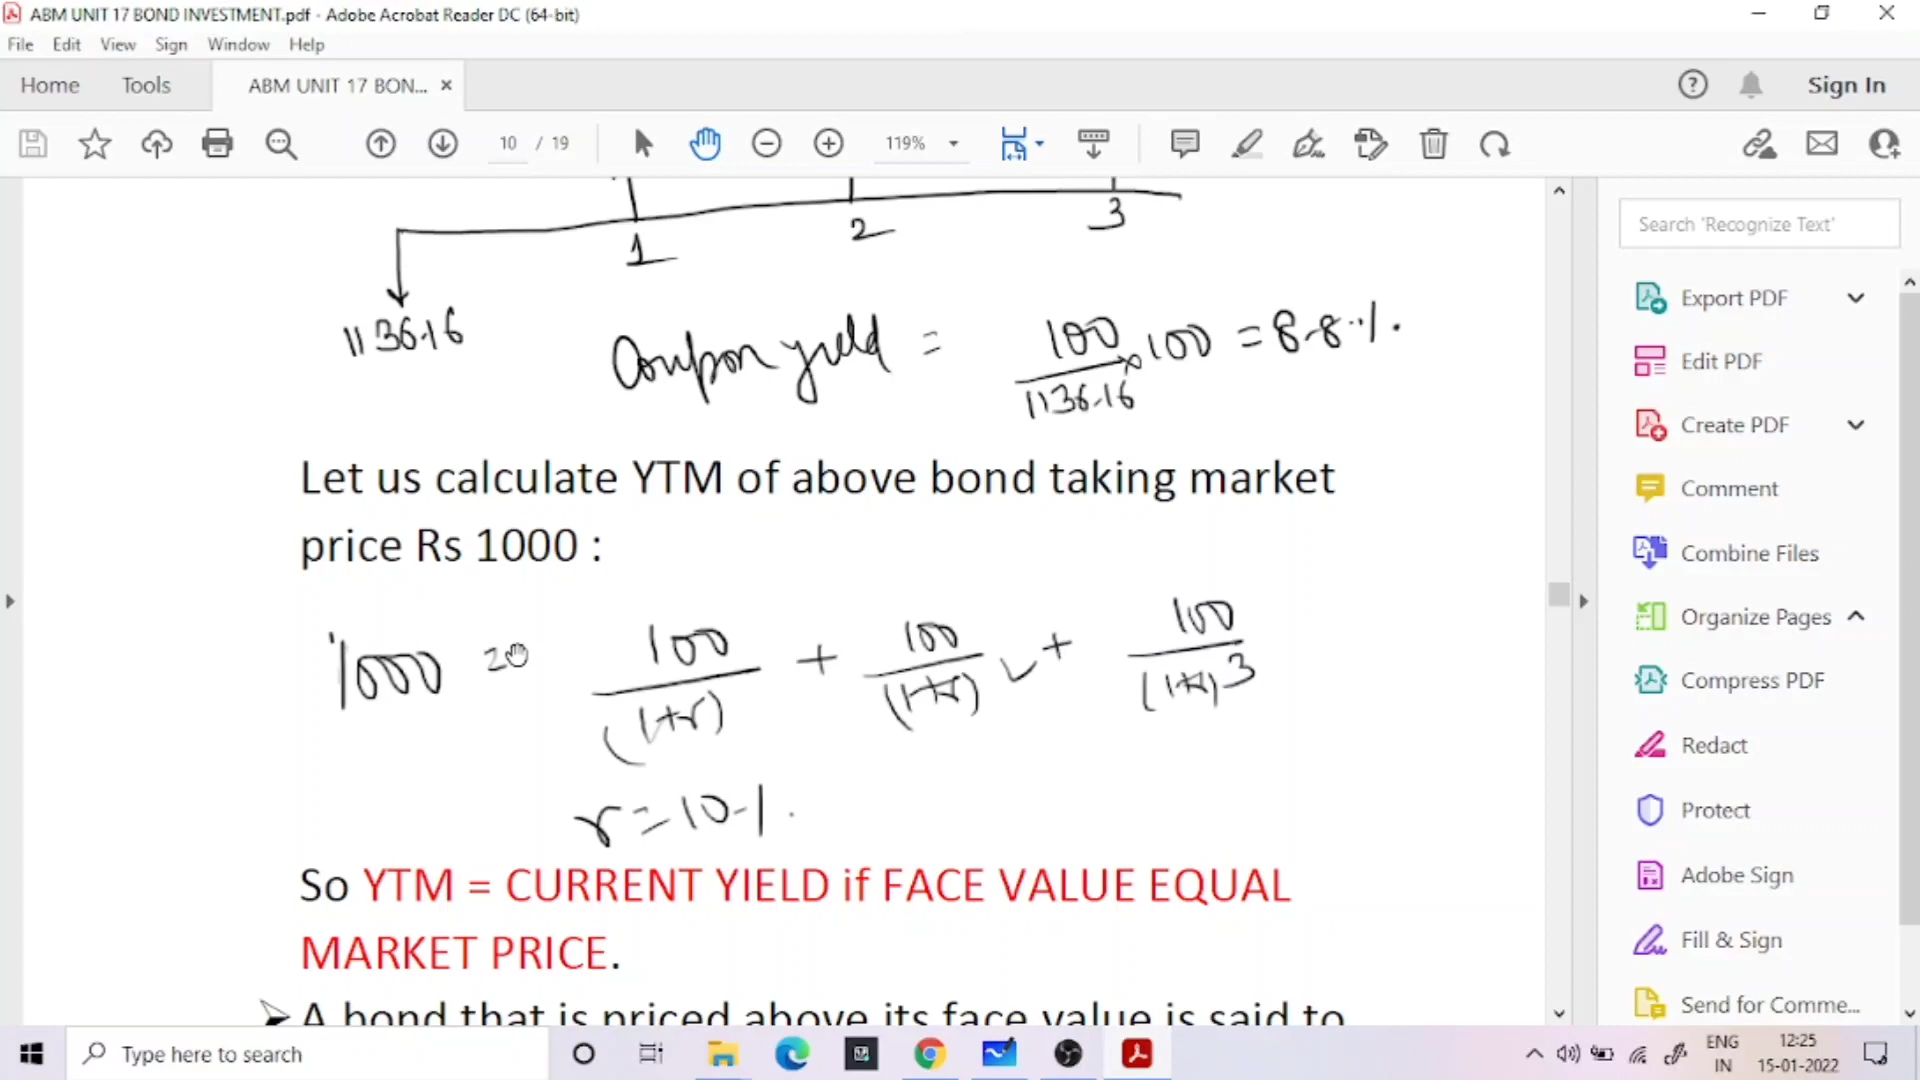 ABM UNIT 17 BOND INVESTMENT.pdf - Adobe Acrobat Reader DC (64-bit)
File Edit View Sign Window Help
Home Tools ABM UNIT 17 BON... × Sign In
10 / 19 119%
1 2 3
1136.16
Coupon yield = 100/1136.16 × 100 = 8.8%.
Let us calculate YTM of above bond taking market
price Rs 1000 :
1000 = 100/(1+r) + 100/(1+r)2 + 100/(1+r)3
r = 10%.
So YTM = CURRENT YIELD if FACE VALUE EQUAL
MARKET PRICE.
➢ A bond that is priced above its face value is said to
Search 'Recognize Text'
Export PDF
Edit PDF
Create PDF
Comment
Combine Files
Organize Pages
Compress PDF
Redact
Protect
Adobe Sign
Fill & Sign
Send for Comme...
Type here to search
ENG
IN
12:25
15-01-2022